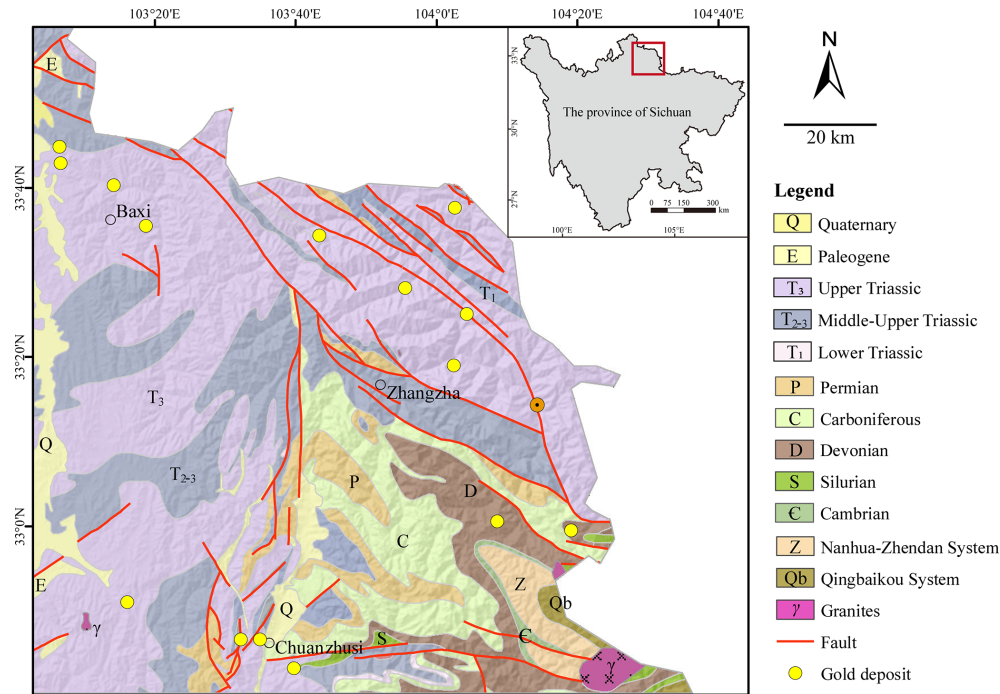 103°20'E
103°40'E
104°0'E
104°20'E
104°40'E
33°40'N
33°20'N
33°0'N
E
Baxi
T1
Zhangzha
T3
Q
T2-3
P
D
C
Z
Qb
E
γ
Q
Chuanzhusi
S
Є
γ
33°N
30°N
27°N
The province of Sichuan
0 75 150 300 km
100°E
105°E
N
20 km
Legend
Q Quaternary
E Paleogene
T3 Upper Triassic
T2-3 Middle-Upper Triassic
T1 Lower Triassic
P Permian
C Carboniferous
D Devonian
S Silurian
Є Cambrian
Z Nanhua-Zhendan System
Qb Qingbaikou System
γ Granites
Fault
Gold deposit